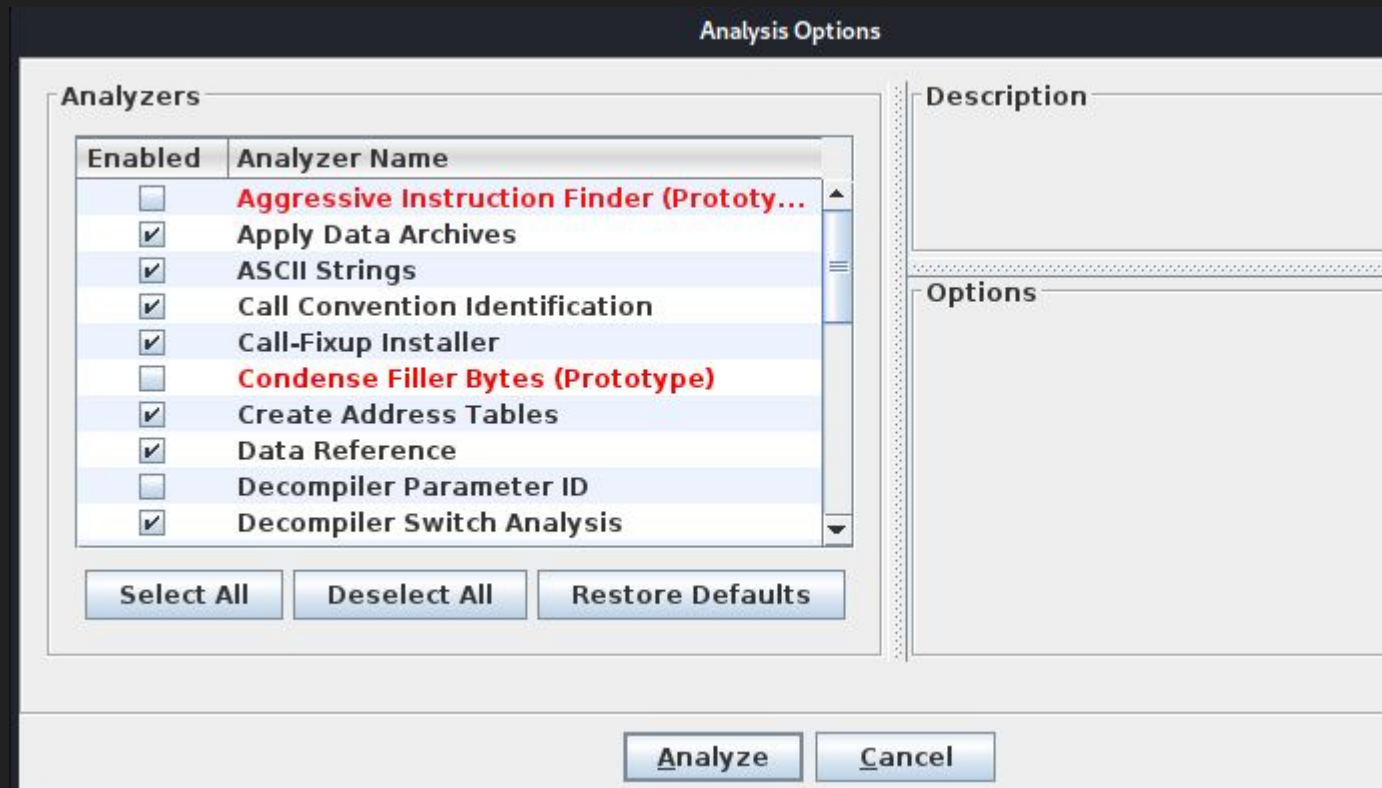 Analysis Options
Analyzers
Enabled Analyzer Name
Aggressive Instruction Finder (Prototy...
Apply Data Archives
ASCII Strings
Call Convention Identification
Call-Fixup Installer
Condense Filler Bytes (Prototype)
Create Address Tables
Data Reference
Decompiler Parameter ID
Decompiler Switch Analysis
Select All Deselect All Restore Defaults
Description
Options
Analyze Cancel